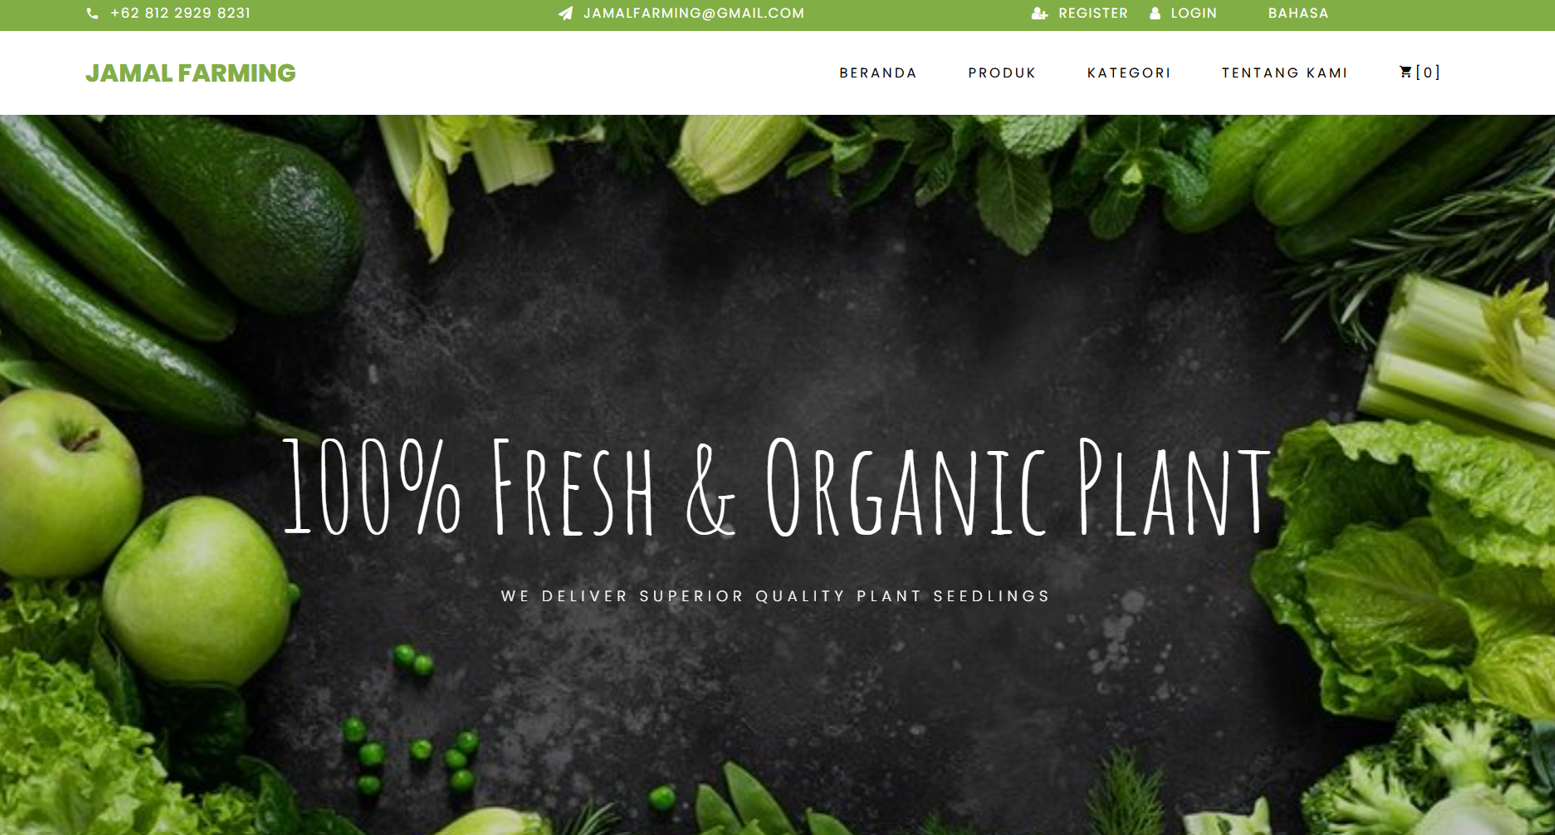 +62 812 2929 8231
JAMALFARMING@GMAIL.COM
REGISTER
LOGIN
BAHASA
JAMAL FARMING
BERANDA
PRODUK
KATEGORI
TENTANG KAMI
[0]
100% FRESH & ORGANIC PLANT
WE DELIVER SUPERIOR QUALITY PLANT SEEDLINGS